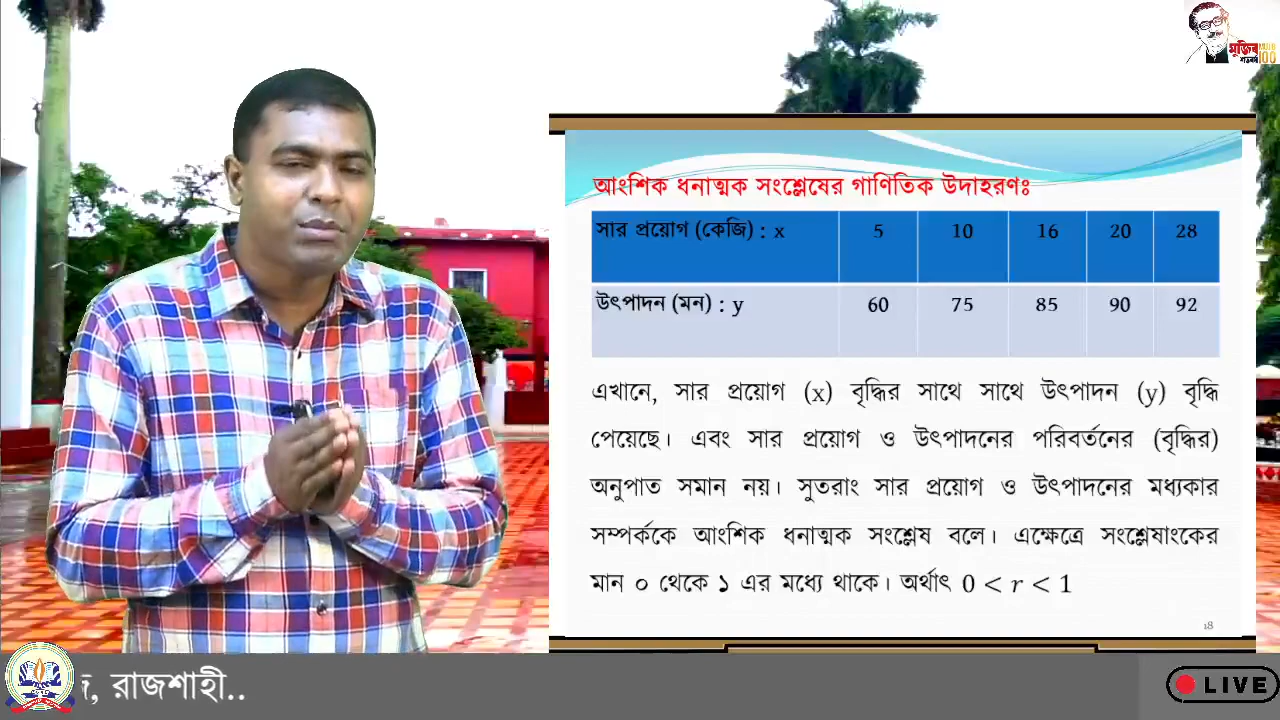 মুজিব
100
আংশিক ধনাত্মক সংশ্লেষের গাণিতিক উদাহরণঃ
সার প্রয়োগ (কেজি) : x 5 10 16 20 28
উৎপাদন (মন) : y 60 75 85 90 92
এখানে, সার প্রয়োগ (x) বৃদ্ধির সাথে সাথে উৎপাদন (y) বৃদ্ধি
পেয়েছে। এবং সার প্রয়োগ ও উৎপাদনের পরিবর্তনের (বৃদ্ধির)
অনুপাত সমান নয়। সুতরাং সার প্রয়োগ ও উৎপাদনের মধ্যকার
সম্পর্ককে আংশিক ধনাত্মক সংশ্লেষ বলে। এক্ষেত্রে সংশ্লেষাংকের
মান ০ থেকে ১ এর মধ্যে থাকে। অর্থাৎ 0 < r < 1
18
, রাজশাহী..
LIVE